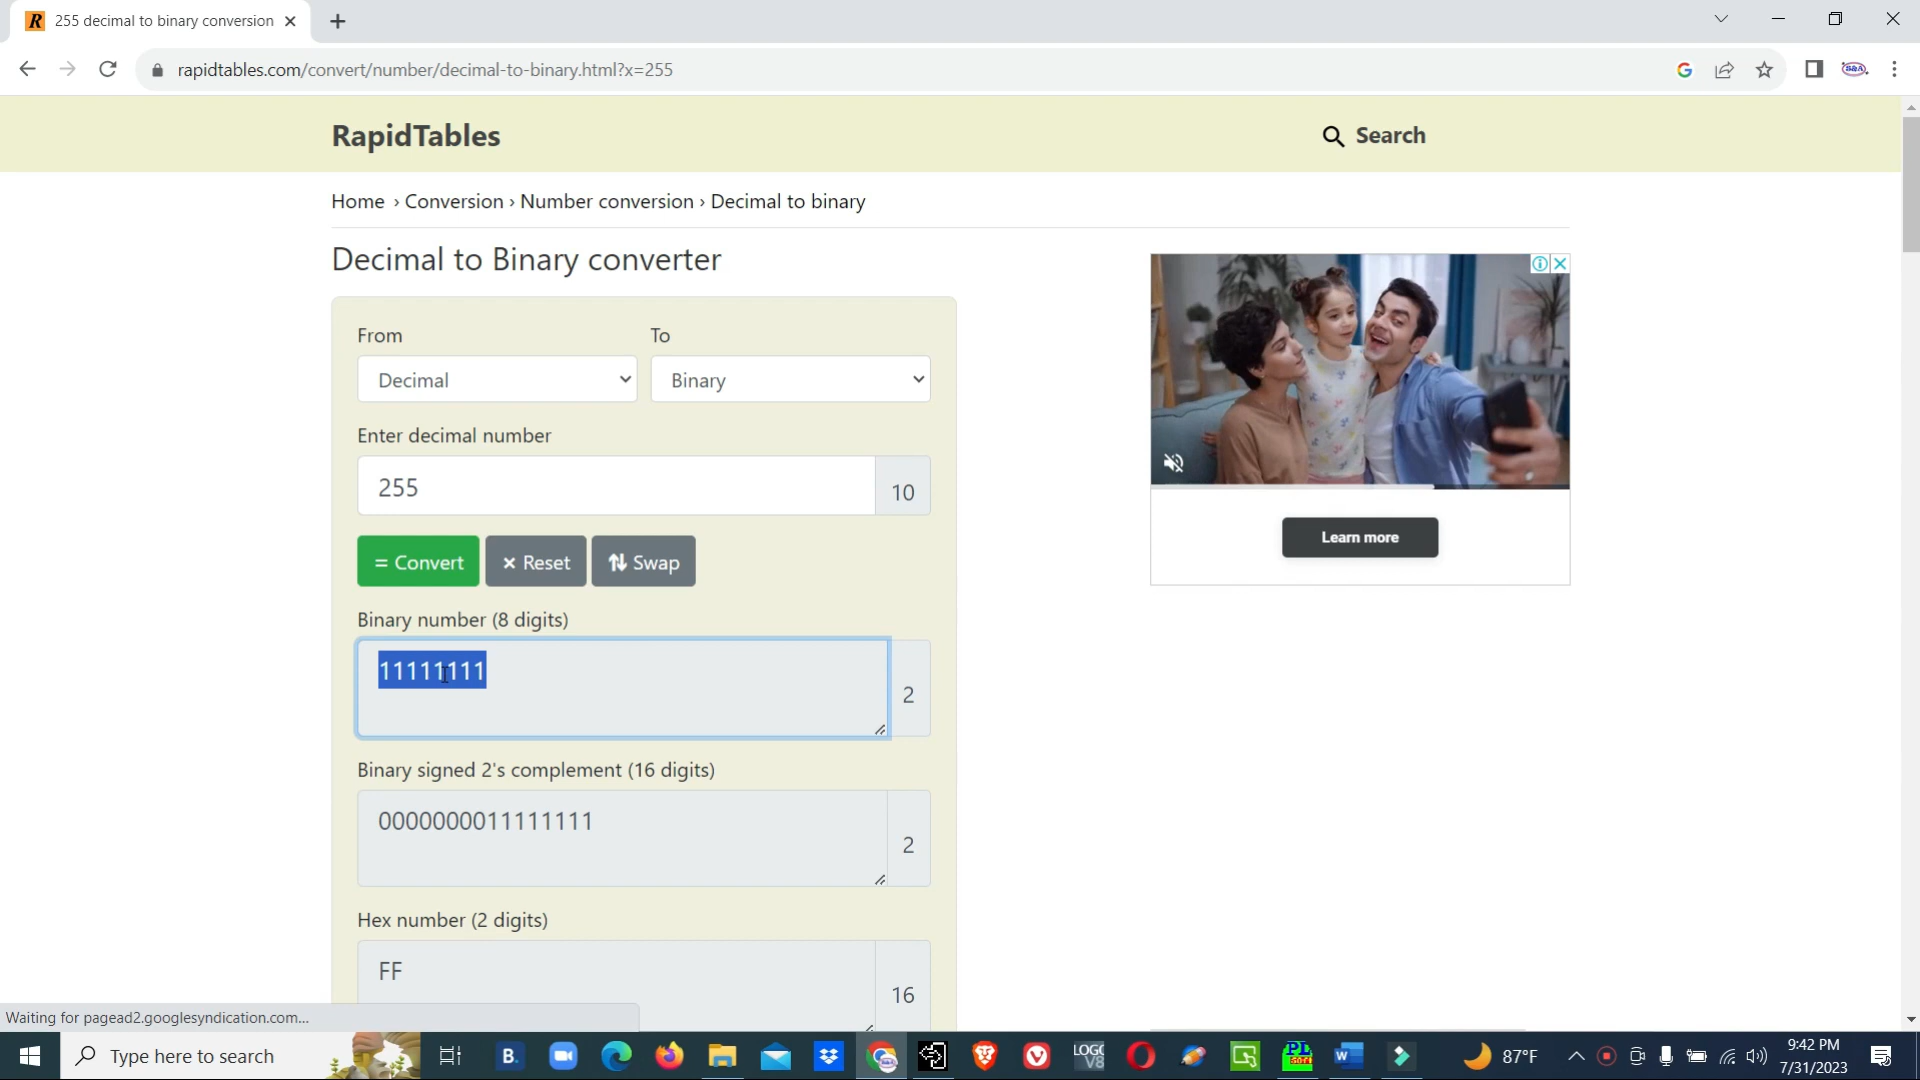 255 decimal to binary conversion
rapidtables.com/convert/number/decimal-to-binary.html?x=255
RapidTables
Search
Home › Conversion › Number conversion › Decimal to binary
Decimal to Binary converter
From To
Decimal Binary
Enter decimal number
255 10
= Convert × Reset Swap
Learn more
Binary number (8 digits)
11111111 2
Binary signed 2's complement (16 digits)
0000000011111111 2
Hex number (2 digits)
FF 16
Waiting for pagead2.googlesyndication.com...
Type here to search
B.
LOGO
V8
87°F
9:42 PM
7/31/2023